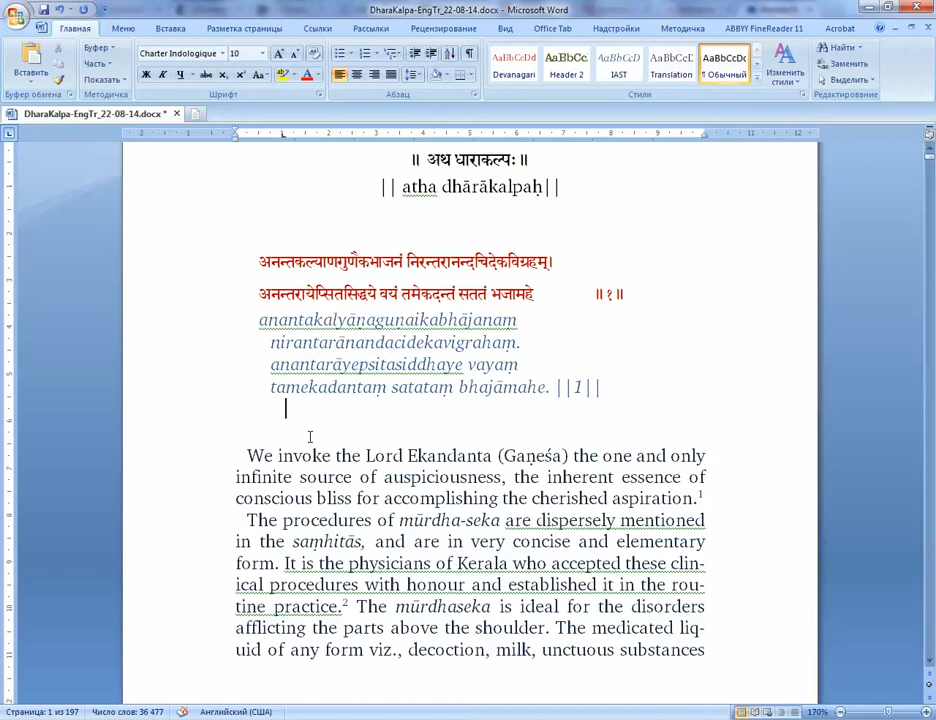 DharaKalpa-EngTr_22-08-14.docx - Microsoft Word
Главная Меню Вставка Разметка страницы Ссылки Рассылки Рецензирование Вид Office Tab Надстройки Методичка ABBYY FineReader 11 Acrobat
Вставить
Буфер
Часть
Показать
Charter Indologique 10
AaBbCcDd AaBbCc. AaBbCcD AaBbCcE AaBbCcDc
Devanagari Header 2 IAST Translation ¶ Обычный
Изменить стили
Найти
Заменить
Выделить
Буфер обмена Методичка Шрифт Абзац Стили Редактирование
DharaKalpa-EngTr_22-08-14.docx *
॥ अथ धाराकल्पः ॥
|| atha dhārākalpaḥ||
अनन्तकल्याणगुणैकभाजनं निरन्तरानन्दचिदेकविग्रहम्।
अनन्तरायेप्सितसिद्धये वयं तमेकदन्तं सततं भजामहे ॥ १॥
anantakalyāṇaguṇaikabhājanaṃ
nirantarānandacidekavigrahaṃ.
anantarāyepsitasiddhaye vayaṃ
tamekadantaṃ satataṃ bhajāmahe. ||1||
We invoke the Lord Ekandanta (Gaṇeśa) the one and only
infinite source of auspiciousness, the inherent essence of
conscious bliss for accomplishing the cherished aspiration.1
The procedures of mūrdha-seka are dispersely mentioned
in the saṃhitās, and are in very concise and elementary
form. It is the physicians of Kerala who accepted these clin-
ical procedures with honour and established it in the rou-
tine practice.2 The mūrdhaseka is ideal for the disorders
afflicting the parts above the shoulder. The medicated liq-
uid of any form viz., decoction, milk, unctuous substances
Страница: 1 из 197 Число слов: 36 477 Английский (США) 170%